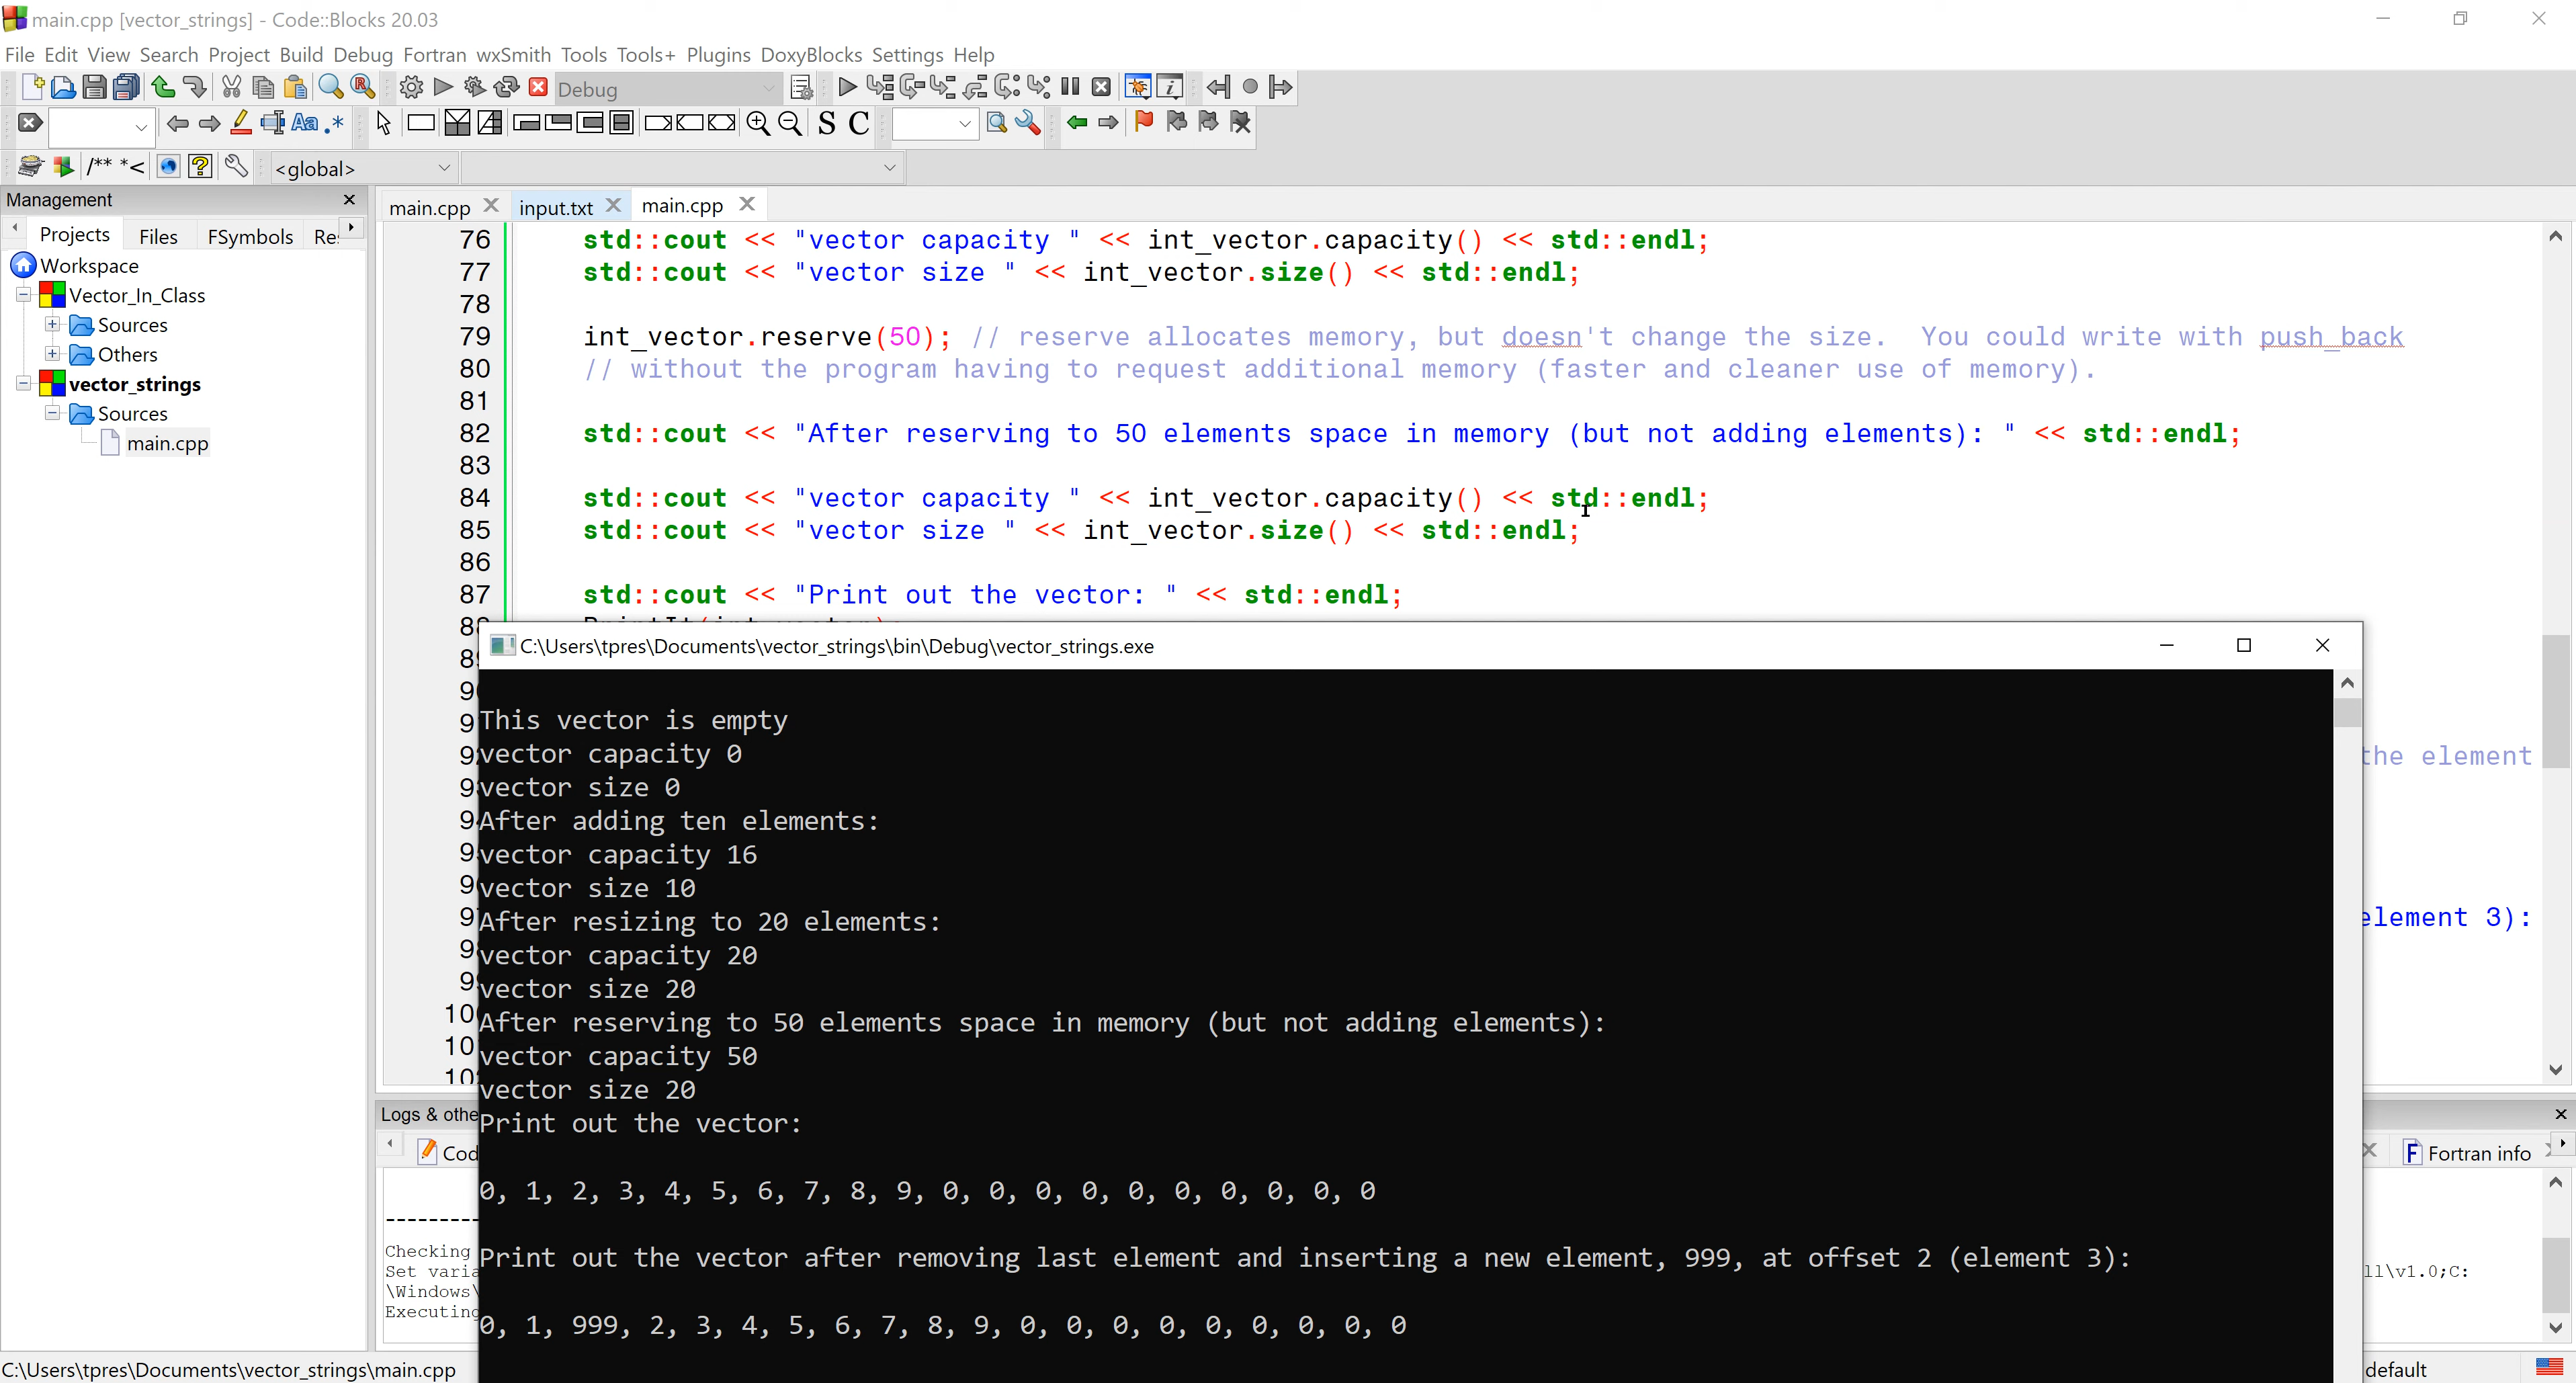 main.cpp [vector_strings] - Code::Blocks 20.03
File Edit View Search Project Build Debug Fortran wxSmith Tools Tools+ Plugins DoxyBlocks Settings Help
Debug
S C
/** *< <global>
Management
main.cpp input.txt main.cpp
Projects Files FSymbols Re
Workspace
Vector_In_Class
Sources
Others
vector_strings
Sources
main.cpp
76 std::cout << "vector capacity " << int_vector.capacity() << std::endl;
77 std::cout << "vector size " << int_vector.size() << std::endl;
78
79 int_vector.reserve(50); // reserve allocates memory, but doesn't change the size.  You could write with push_back
80 // without the program having to request additional memory (faster and cleaner use of memory).
81
82 std::cout << "After reserving to 50 elements space in memory (but not adding elements): " << std::endl;
83
84 std::cout << "vector capacity " << int_vector.capacity() << std::endl;
85 std::cout << "vector size " << int_vector.size() << std::endl;
86
87 std::cout << "Print out the vector: " << std::endl;
C:\Users\tpres\Documents\vector_strings\bin\Debug\vector_strings.exe
This vector is empty
vector capacity 0
vector size 0
After adding ten elements:
vector capacity 16
vector size 10
After resizing to 20 elements:
vector capacity 20
vector size 20
After reserving to 50 elements space in memory (but not adding elements):
vector capacity 50
vector size 20
Print out the vector:
0, 1, 2, 3, 4, 5, 6, 7, 8, 9, 0, 0, 0, 0, 0, 0, 0, 0, 0, 0
Print out the vector after removing last element and inserting a new element, 999, at offset 2 (element 3):
0, 1, 999, 2, 3, 4, 5, 6, 7, 8, 9, 0, 0, 0, 0, 0, 0, 0, 0, 0
the element
element 3):
Logs & othe
Cod
Fortran info
Checking
Set varia
\Windows\
Executing
ll\v1.0;C:
C:\Users\tpres\Documents\vector_strings\main.cpp
default